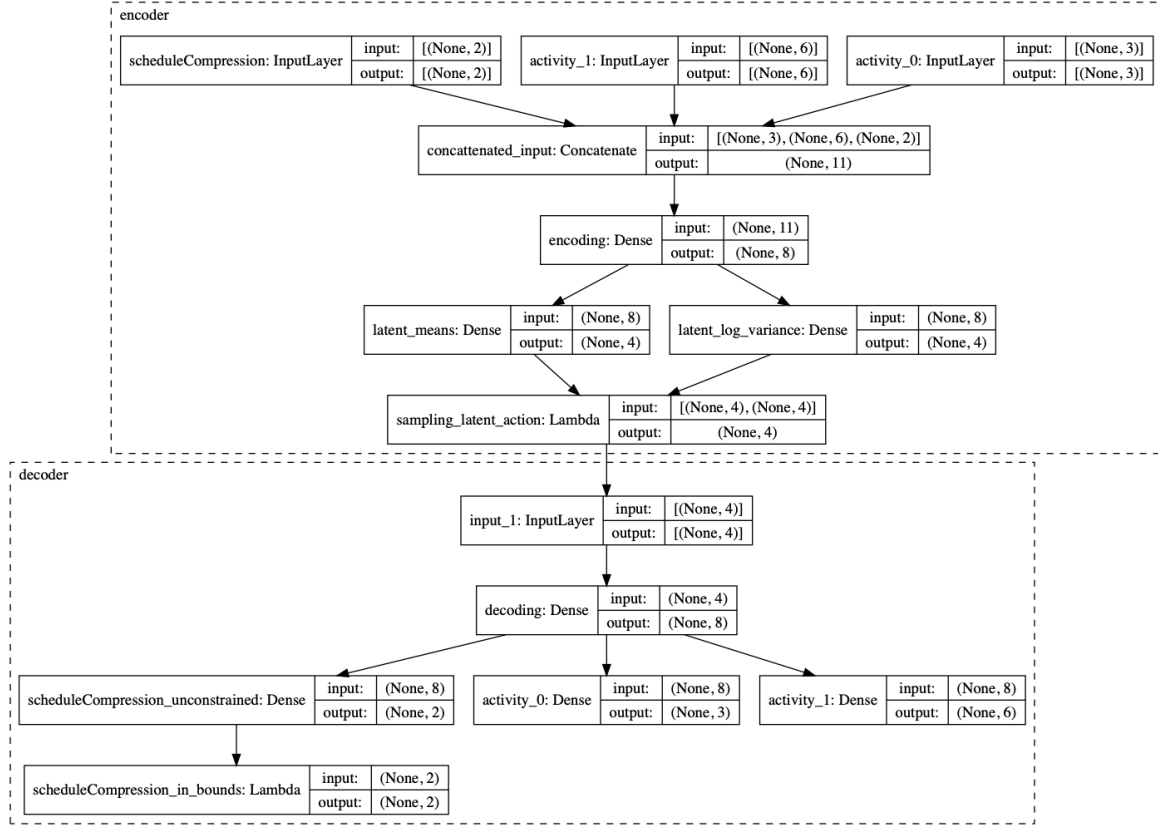 encoder
scheduleCompression: InputLayer input: [(None, 2)]
output: [(None, 2)]
activity_1: InputLayer input: [(None, 6)]
output: [(None, 6)]
activity_0: InputLayer input: [(None, 3)]
output: [(None, 3)]
concattenated_input: Concatenate input: [(None, 3), (None, 6), (None, 2)]
output: (None, 11)
encoding: Dense input: (None, 11)
output: (None, 8)
latent_means: Dense input: (None, 8)
output: (None, 4)
latent_log_variance: Dense input: (None, 8)
output: (None, 4)
sampling_latent_action: Lambda input: [(None, 4), (None, 4)]
output: (None, 4)
decoder
input_1: InputLayer input: [(None, 4)]
output: [(None, 4)]
decoding: Dense input: (None, 4)
output: (None, 8)
scheduleCompression_unconstrained: Dense input: (None, 8)
output: (None, 2)
activity_0: Dense input: (None, 8)
output: (None, 3)
activity_1: Dense input: (None, 8)
output: (None, 6)
scheduleCompression_in_bounds: Lambda input: (None, 2)
output: (None, 2)